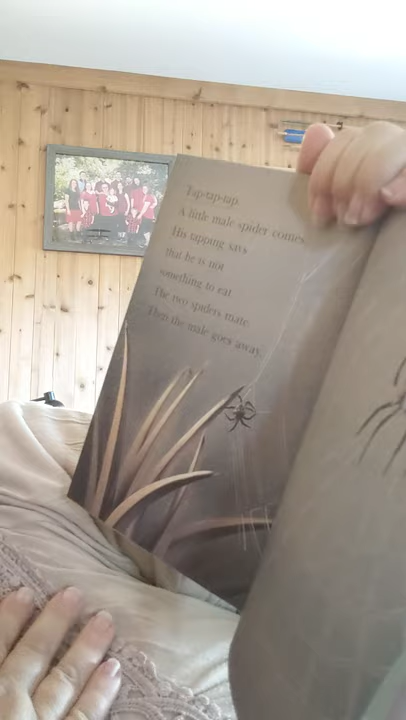 Tap-tap-tap.
A little male spider comes.
His tapping says
that he is not
something to eat.
The two spiders mate.
Then the male goes away.